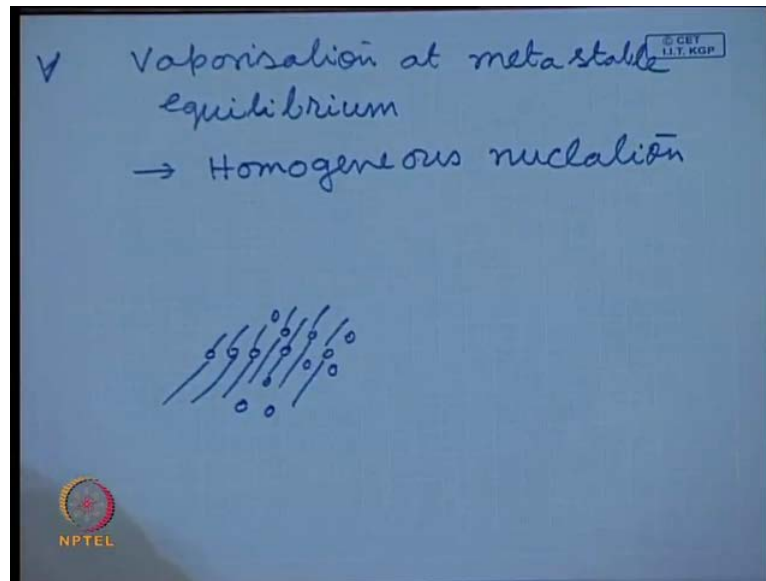 Vaporisation at metastable
© CET
I.I.T. KGP
equilibrium
→ Homogeneous nuclation
NPTEL